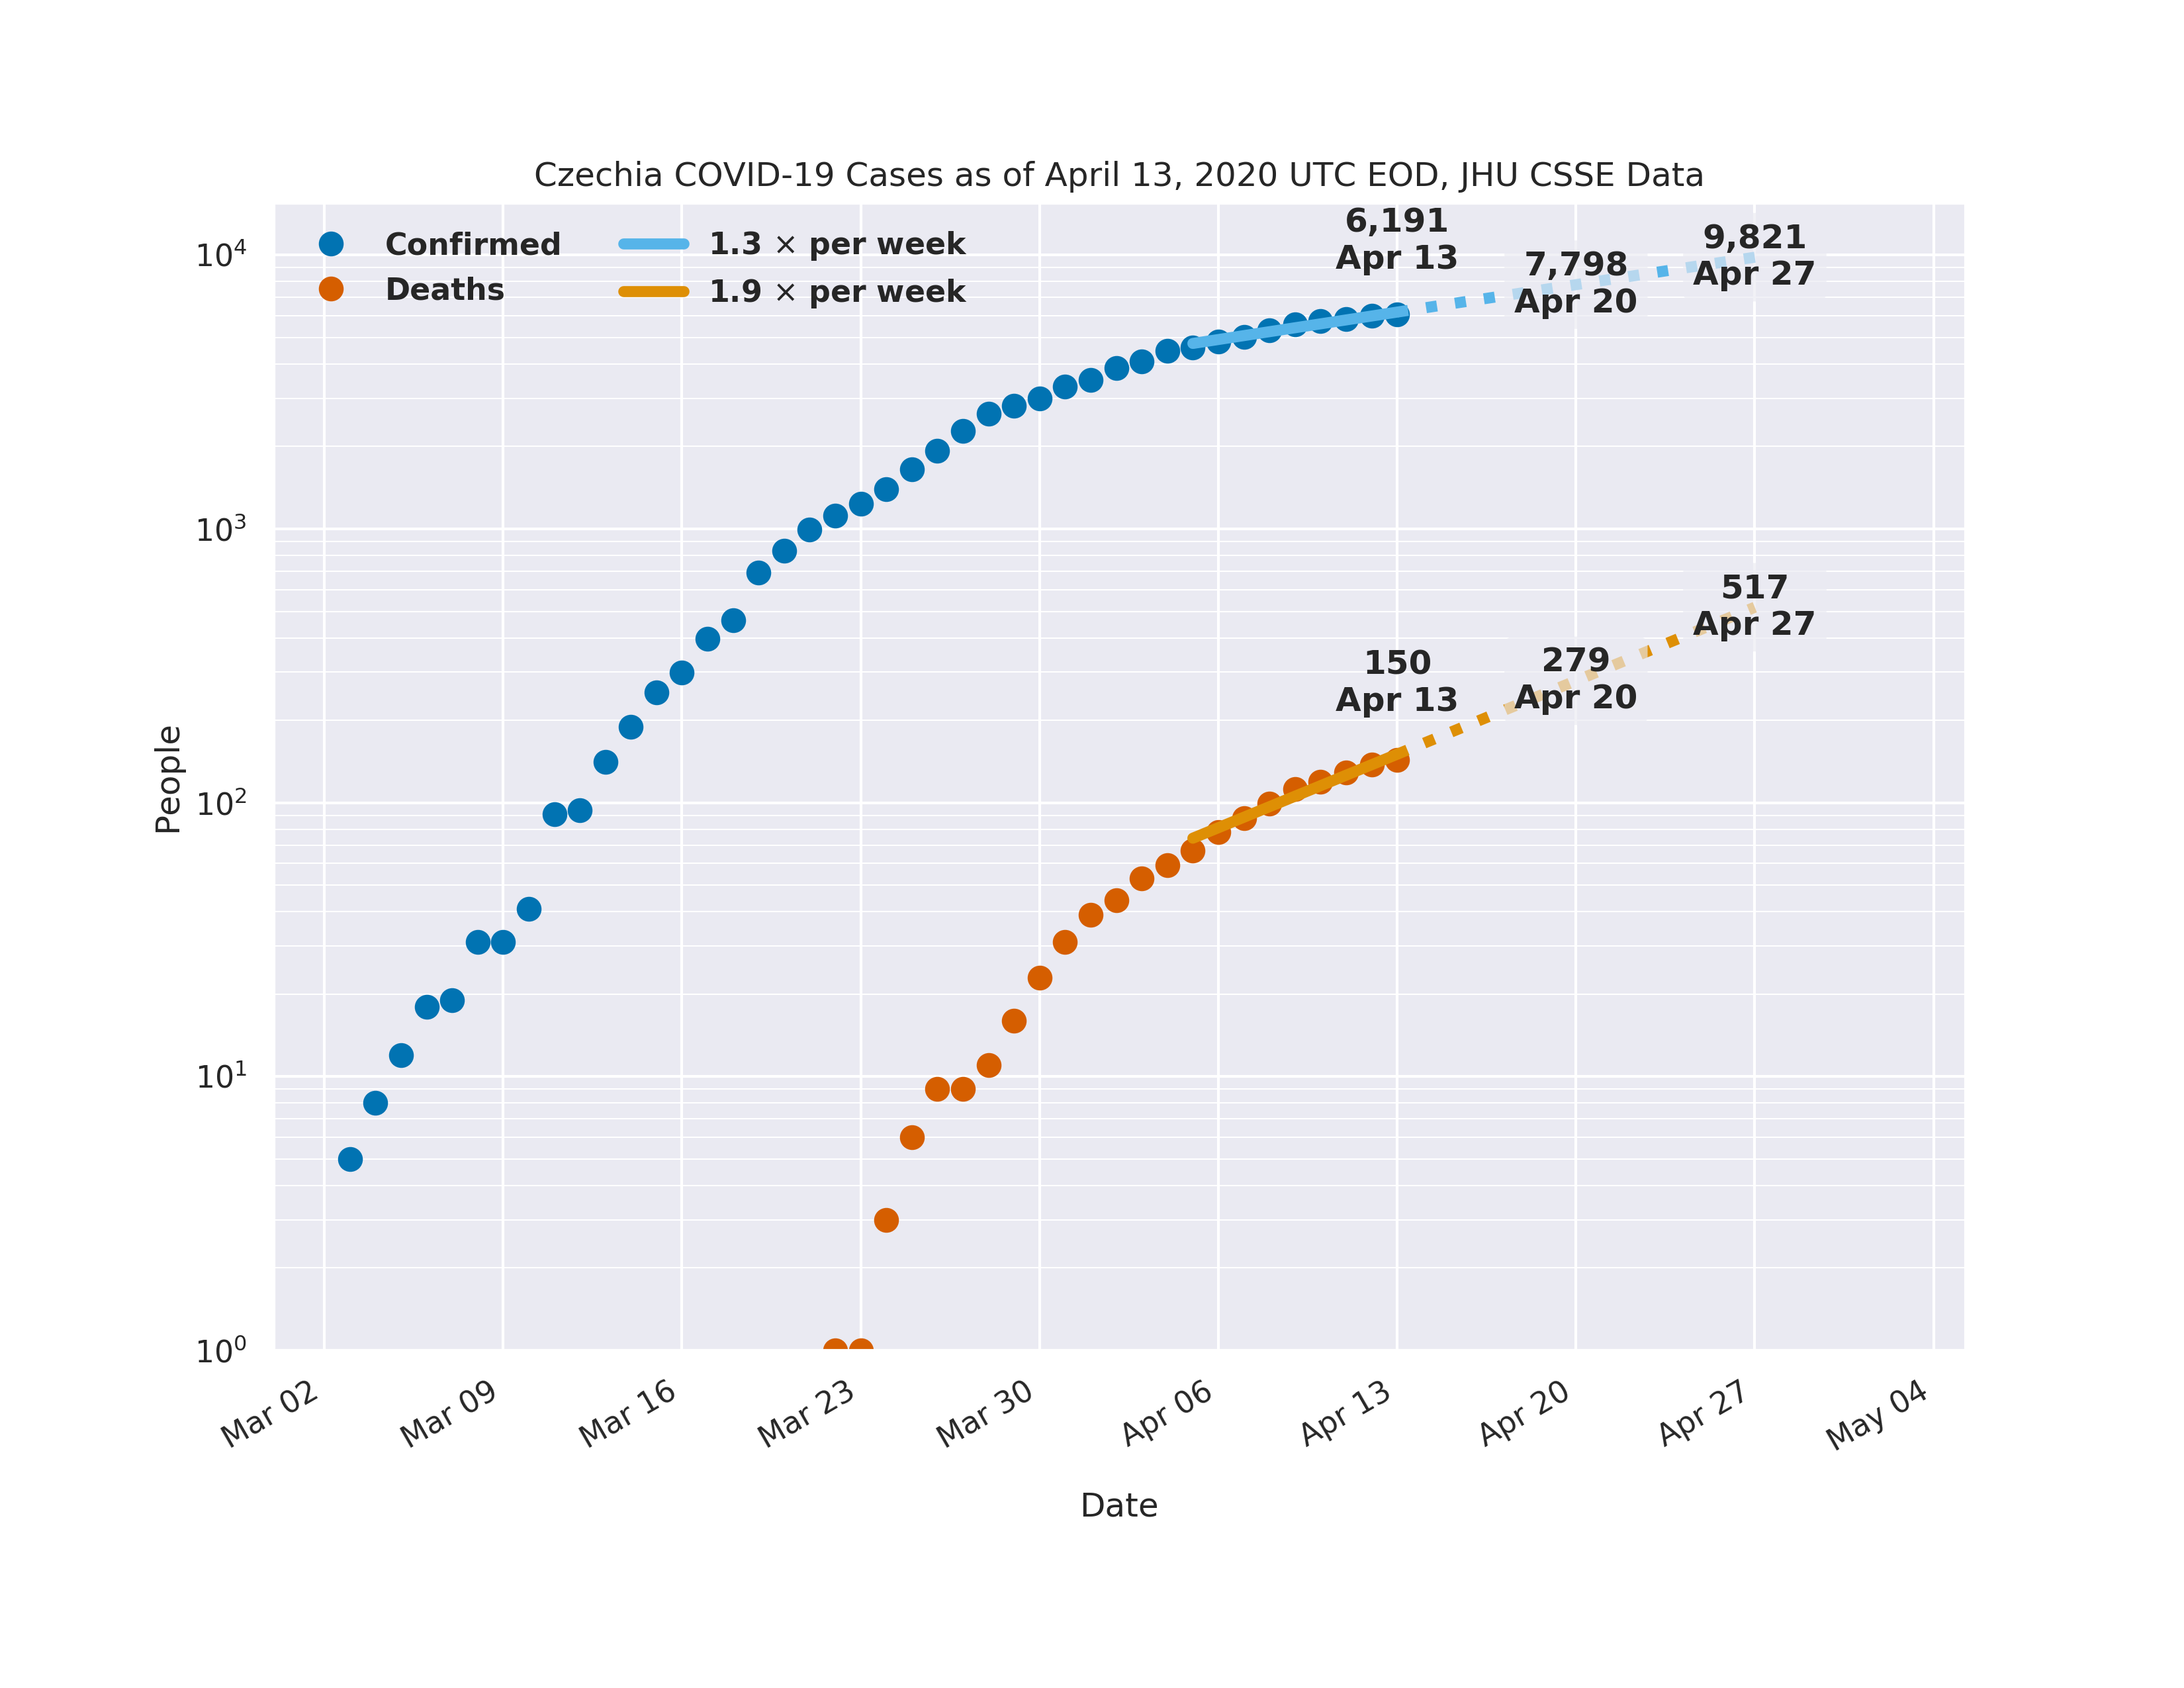 Czechia COVID-19 Cases as of April 13, 2020 UTC EOD, JHU CSSE Data
Confirmed
Deaths
1.3 × per week
1.9 × per week
6,191
Apr 13
7,798
Apr 20
9,821
Apr 27
150
Apr 13
279
Apr 20
517
Apr 27
10⁴
10³
10²
10¹
10⁰
People
Mar 02
Mar 09
Mar 16
Mar 23
Mar 30
Apr 06
Apr 13
Apr 20
Apr 27
May 04
Date